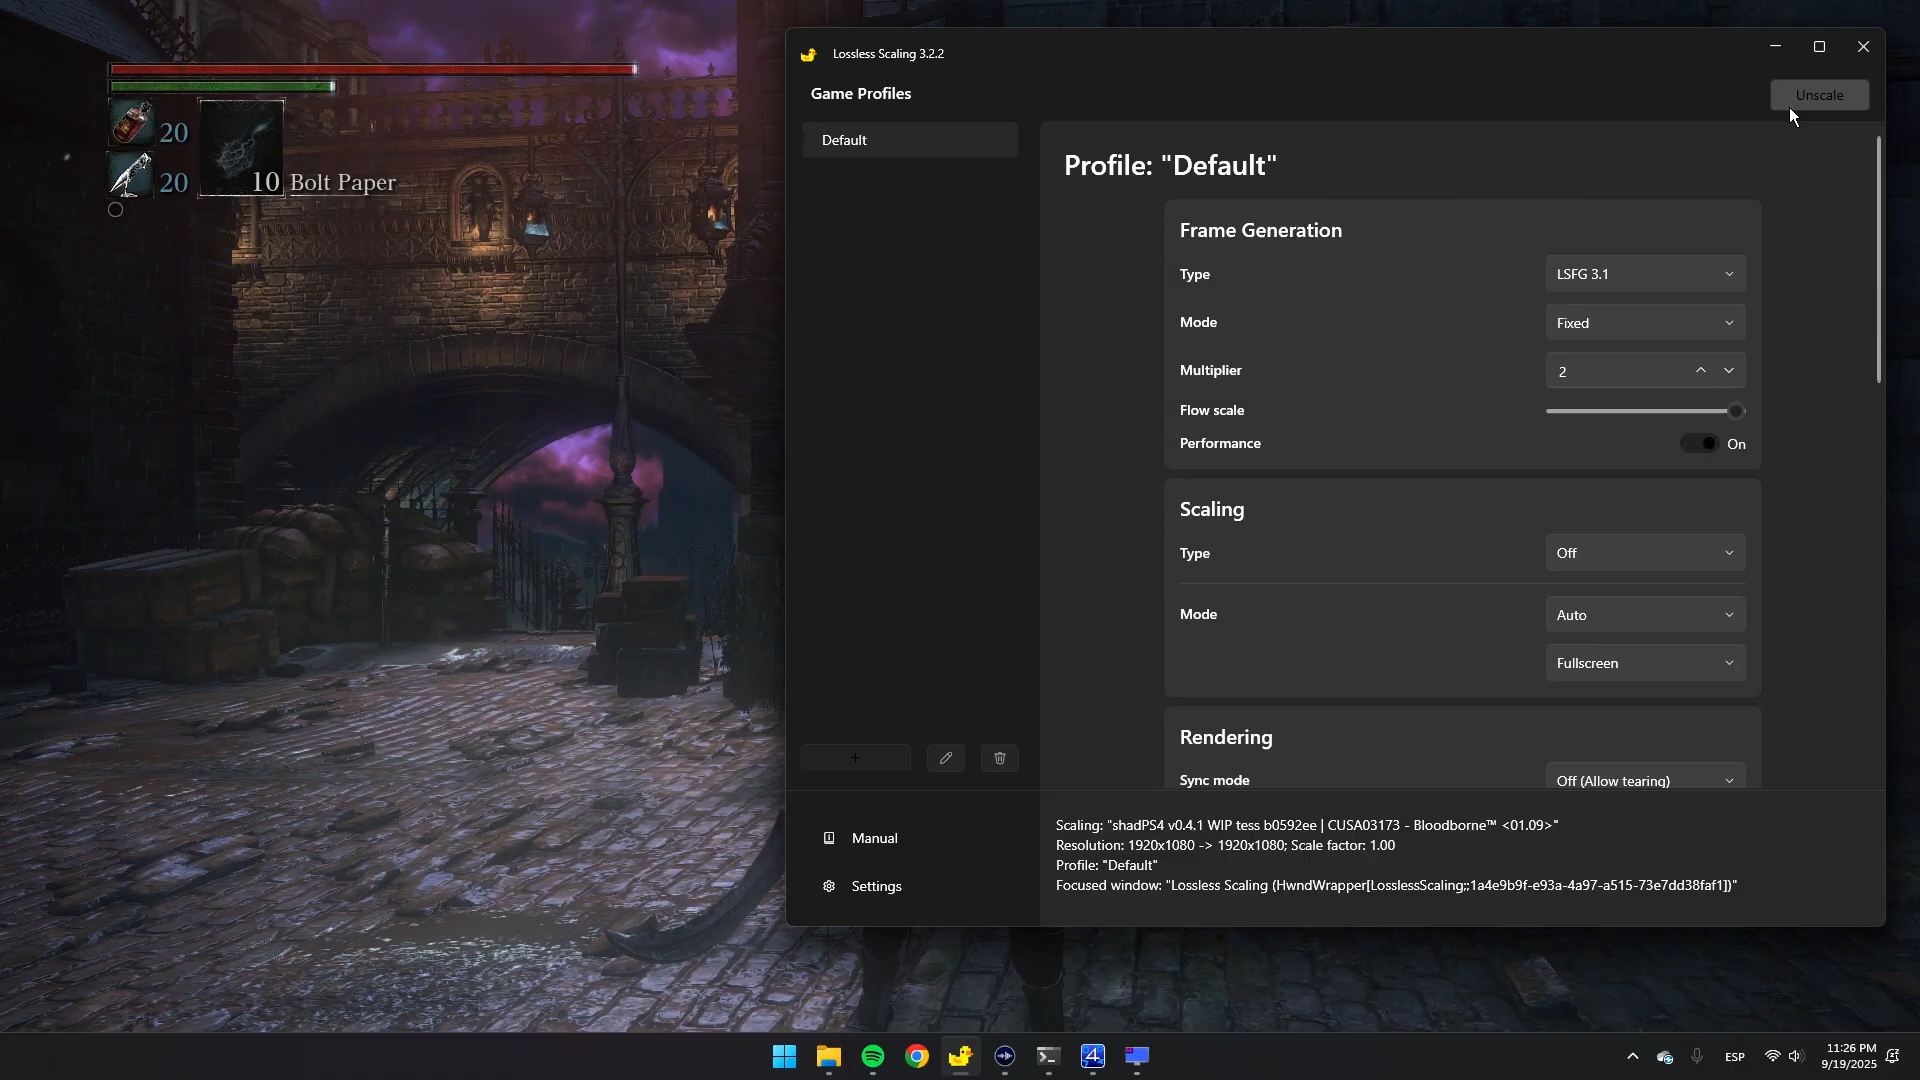 20
20
10 Bolt Paper
Lossless Scaling 3.2.2
Game Profiles
Unscale
Default
Profile: "Default"
Frame Generation
Type
LSFG 3.1
Mode
Fixed
Multiplier
2
Flow scale
Performance
On
Scaling
Type
Off
Mode
Auto
Fullscreen
Rendering
Sync mode
Off (Allow tearing)
Manual
Settings
Scaling: "shadPS4 v0.4.1 WIP tess b0592ee | CUSA03173 - Bloodborne™ <01.09>"
Resolution: 1920x1080 -> 1920x1080; Scale factor: 1.00
Profile: "Default"
Focused window: "Lossless Scaling (HwndWrapper[LosslessScaling;;1a4e9b9f-e93a-4a97-a515-73e7dd38faf1])"
4
ESP
11:26 PM
9/19/2025